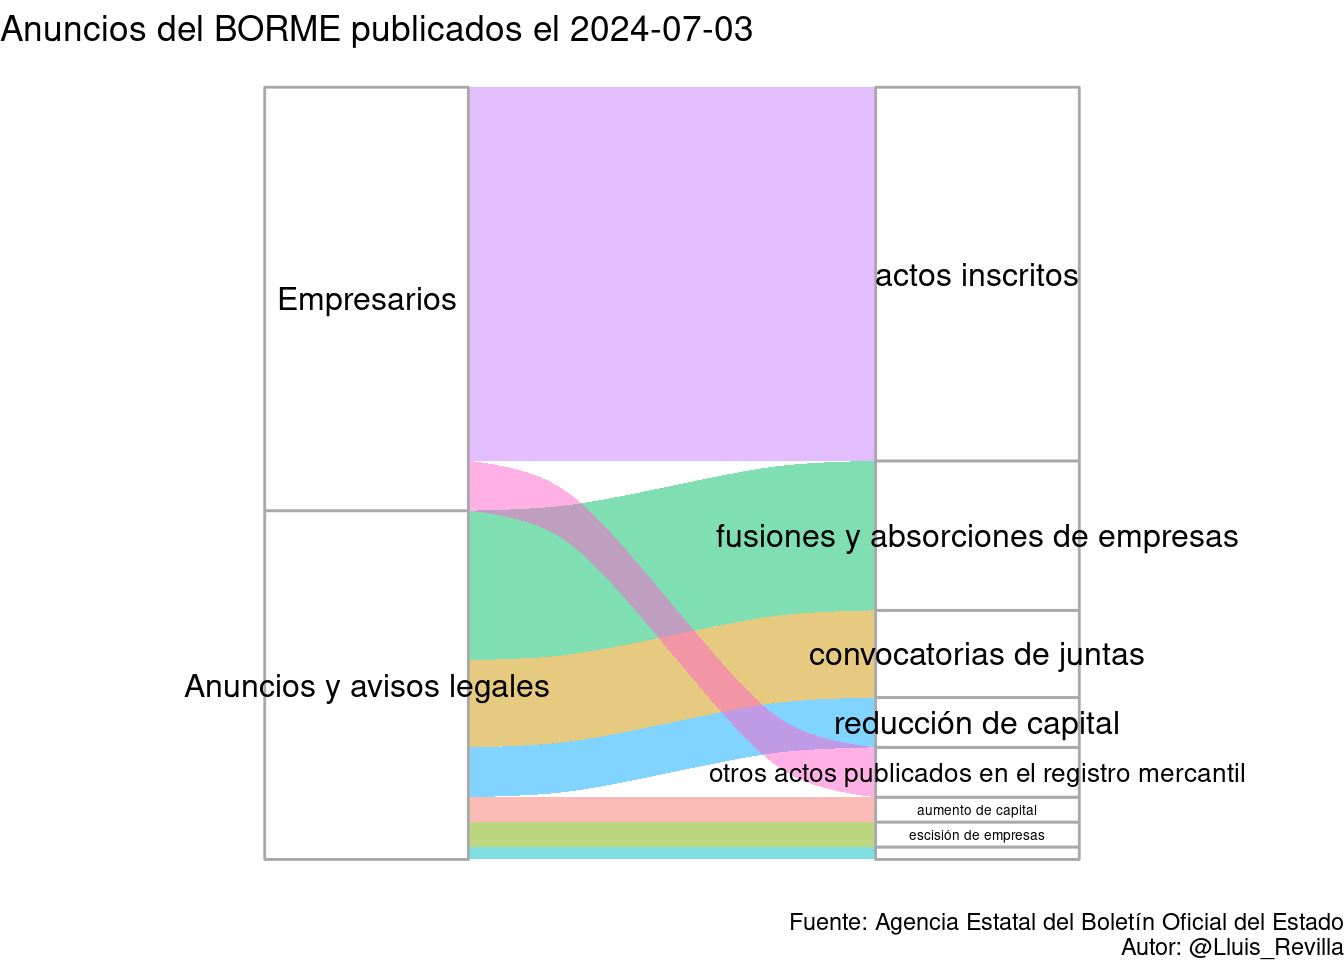 Anuncios del BORME publicados el 2024-07-03
Empresarios
actos inscritos
fusiones y absorciones de empresas
convocatorias de juntas
Anuncios y avisos legales
reducción de capital
otros actos publicados en el registro mercantil
aumento de capital
escisión de empresas
Fuente: Agencia Estatal del Boletín Oficial del Estado
Autor: @Lluis_Revilla